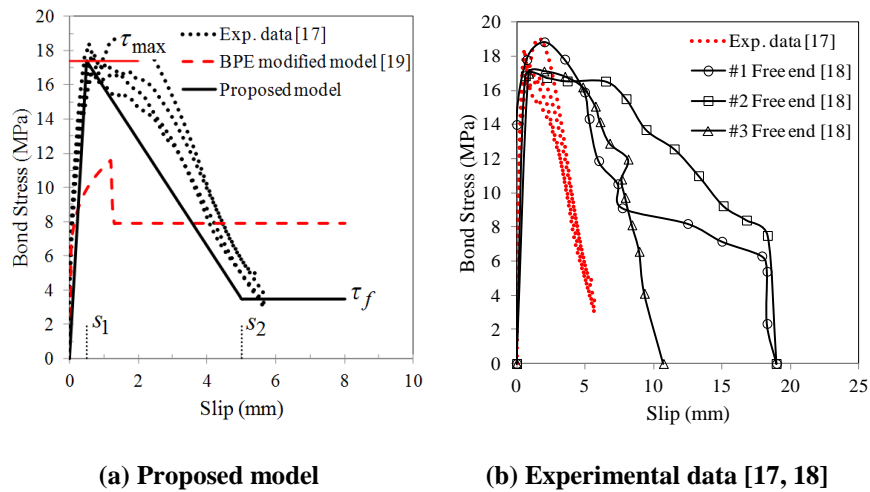 20
18
16
14
12
10
8
6
4
2
0
0
2
4
6
8
10
Bond Stress (MPa)
Slip (mm)
τmax
Exp. data [17]
BPE modified model [19]
Proposed model
s1
s2
τf
(a) Proposed model
20
18
16
14
12
10
8
6
4
2
0
0
5
10
15
20
25
Bond Stress (MPa)
Slip (mm)
Exp. data [17]
#1 Free end [18]
#2 Free end [18]
#3 Free end [18]
(b) Experimental data [17, 18]